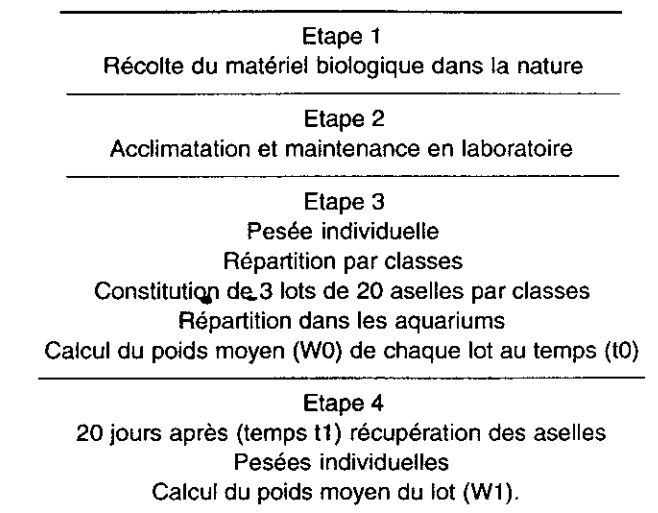 Etape 1
Récolte du matériel biologique dans la nature
Etape 2
Acclimatation et maintenance en laboratoire
Etape 3
Pesée individuelle
Répartition par classes
Constitution de 3 lots de 20 aselles par classes
Répartition dans les aquariums
Calcul du poids moyen (W0) de chaque lot au temps (t0)
Etape 4
20 jours après (temps t1) récupération des aselles
Pesées individuelles
Calcul du poids moyen du lot (W1).